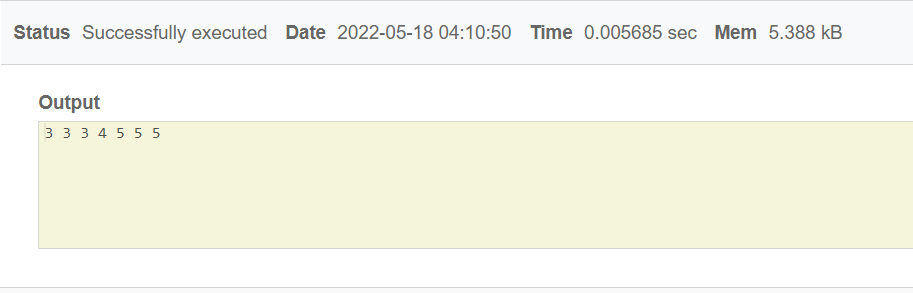 Status Successfully executed Date 2022-05-18 04:10:50 Time 0.005685 sec Mem 5.388 kB
Output
3 3 3 4 5 5 5